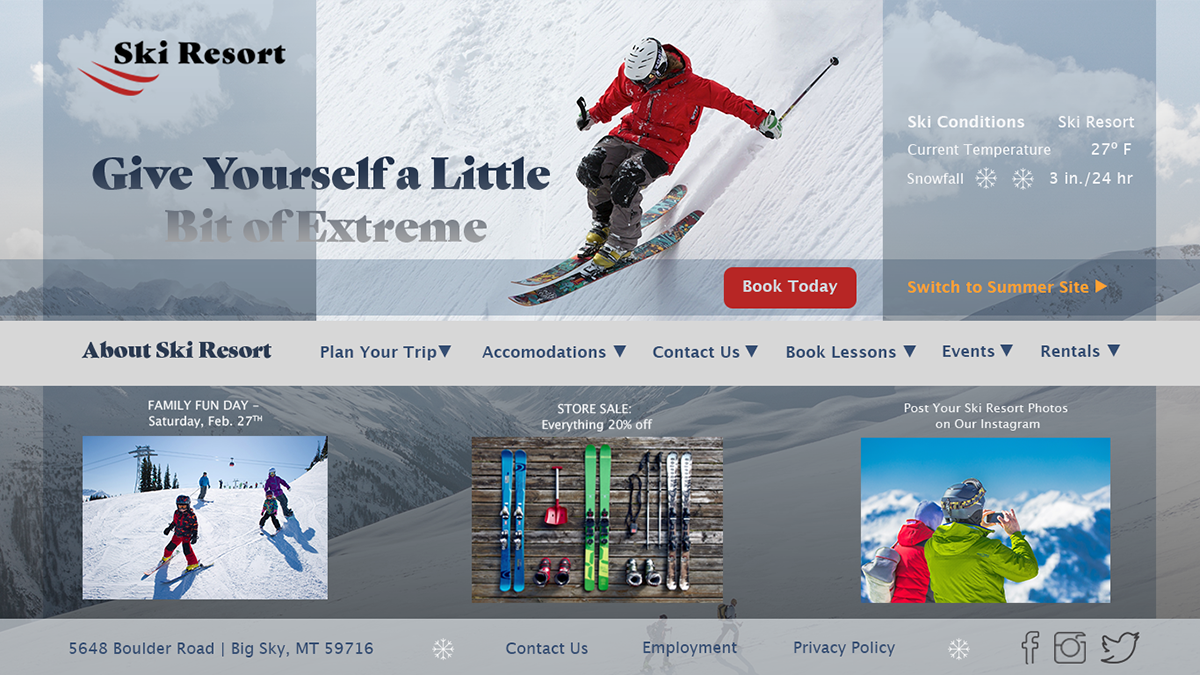 Ski Resort
Give Yourself a Little
Bit of Extreme
Ski Conditions Ski Resort
Current Temperature 27° F
Snowfall 3 in./24 hr
Book Today
Switch to Summer Site
About Ski Resort
Plan Your Trip
Accomodations
Contact Us
Book Lessons
Events
Rentals
FAMILY FUN DAY –
Saturday, Feb. 27TH
STORE SALE:
Everything 20% off
Post Your Ski Resort Photos
on Our Instagram
5648 Boulder Road | Big Sky, MT 59716
Contact Us
Employment
Privacy Policy